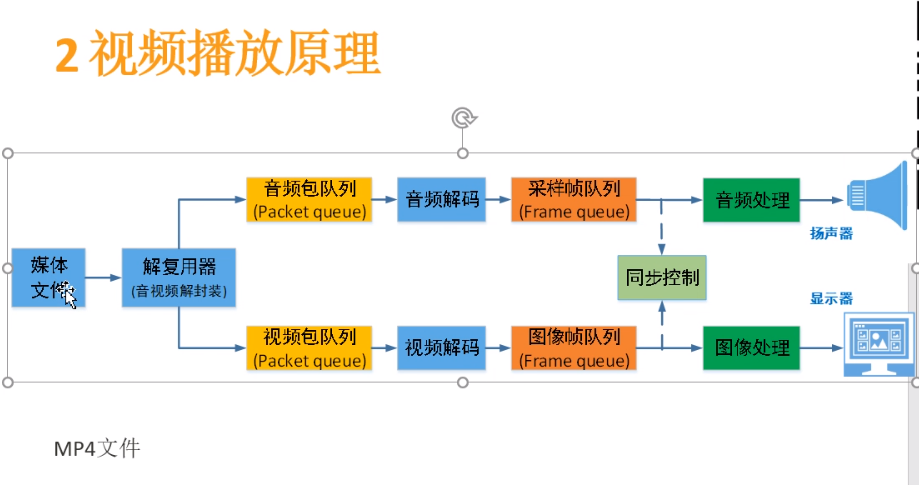 2 视频播放原理
音频包队列
(Packet queue)
音频解码
采样帧队列
(Frame queue)
音频处理
扬声器
媒体
文件
解复用器
(音视频解封装)
同步控制
显示器
视频包队列
(Packet queue)
视频解码
图像帧队列
(Frame queue)
图像处理
MP4文件